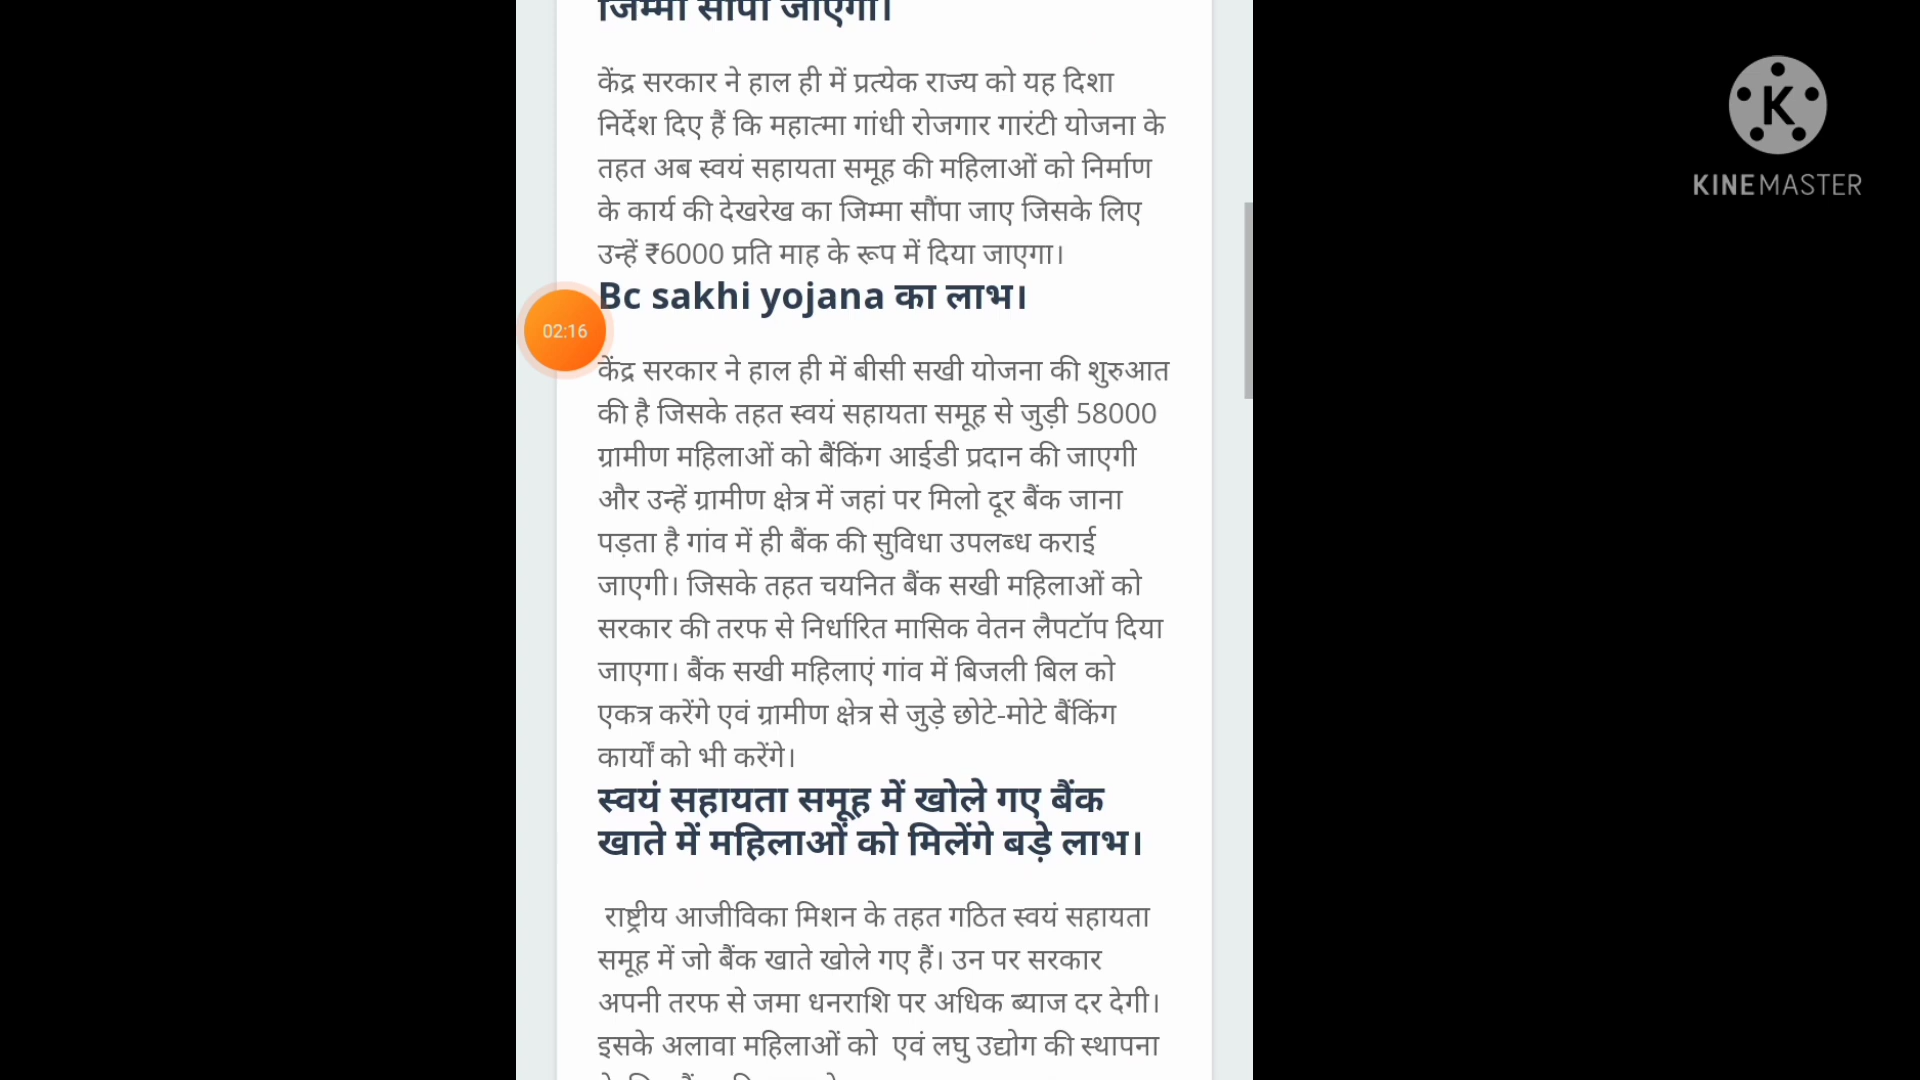 जिम्मा सौंपा जाएगा।
केंद्र सरकार ने हाल ही में प्रत्येक राज्य को यह दिशा
निर्देश दिए हैं कि महात्मा गांधी रोजगार गारंटी योजना के
तहत अब स्वयं सहायता समूह की महिलाओं को निर्माण
के कार्य की देखरेख का जिम्मा सौंपा जाए जिसके लिए
उन्हें ₹6000 प्रति माह के रूप में दिया जाएगा।
Bc sakhi yojana का लाभ।
02:16
केंद्र सरकार ने हाल ही में बीसी सखी योजना की शुरुआत
की है जिसके तहत स्वयं सहायता समूह से जुड़ी 58000
ग्रामीण महिलाओं को बैंकिंग आईडी प्रदान की जाएगी
और उन्हें ग्रामीण क्षेत्र में जहां पर मिलो दूर बैंक जाना
पड़ता है गांव में ही बैंक की सुविधा उपलब्ध कराई
जाएगी। जिसके तहत चयनित बैंक सखी महिलाओं को
सरकार की तरफ से निर्धारित मासिक वेतन लैपटॉप दिया
जाएगा। बैंक सखी महिलाएं गांव में बिजली बिल को
एकत्र करेंगे एवं ग्रामीण क्षेत्र से जुड़े छोटे-मोटे बैंकिंग
कार्यों को भी करेंगे।
स्वयं सहायता समूह में खोले गए बैंक
खाते में महिलाओं को मिलेंगे बड़े लाभ।
राष्ट्रीय आजीविका मिशन के तहत गठित स्वयं सहायता
समूह में जो बैंक खाते खोले गए हैं। उन पर सरकार
अपनी तरफ से जमा धनराशि पर अधिक ब्याज दर देगी।
इसके अलावा महिलाओं को एवं लघु उद्योग की स्थापना
K
KINEMASTER